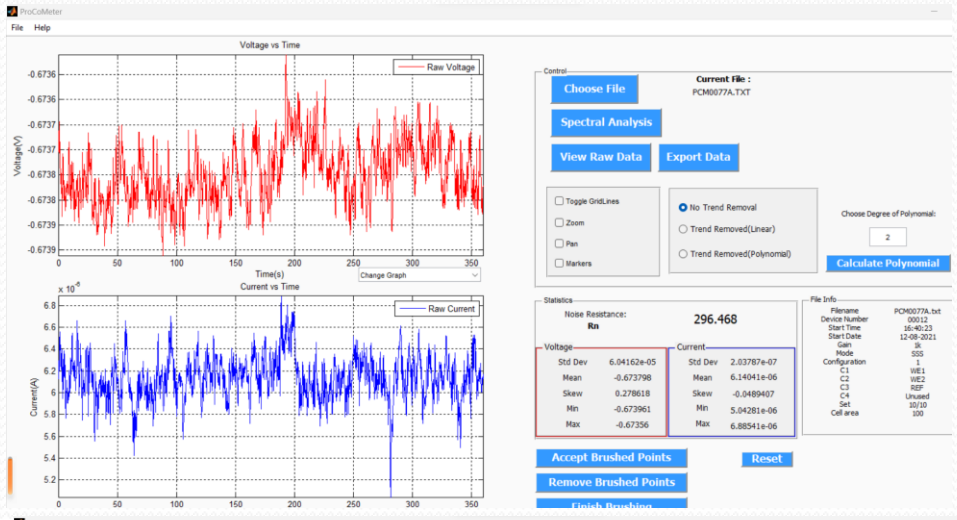 ProCoMeter
File Help
Voltage vs Time
Raw Voltage
-0.6736
-0.6736
-0.6737
-0.6737
-0.6738
-0.6738
-0.6739
-0.6739
Voltage(V)
0 50 100 150 200 250 300 350
Time(s)
Change Graph
Current vs Time
x 10⁻⁶
Raw Current
6.8
6.6
6.4
6.2
6
5.8
5.6
5.4
5.2
Current(A)
0 50 100 150 200 250 300 350
Control
Choose File
Current File :
PCM0077A.TXT
Spectral Analysis
View Raw Data Export Data
Toggle GridLines
Zoom
Pan
Markers
No Trend Removal
Trend Removed(Linear)
Trend Removed(Polynomial)
Choose Degree of Polynomial:
2
Calculate Polynomial
Statistics
Noise Resistance:
Rn
296.468
Voltage
Std Dev 6.04162e-05
Mean -0.673798
Skew 0.278618
Min -0.673961
Max -0.67356
Current
Std Dev 2.03787e-07
Mean 6.14041e-06
Skew -0.0489407
Min 5.04281e-06
Max 6.88541e-06
File Info
Filename PCM0077A.txt
Device Number 00012
Start Time 16:40:23
Start Date 12-08-2021
Gain 1k
Mode SSS
Configuration 1
C1 WE1
C2 WE2
C3 REF
C4 Unused
Set 10/10
Cell area 100
Accept Brushed Points
Reset
Remove Brushed Points
Finish Brushing